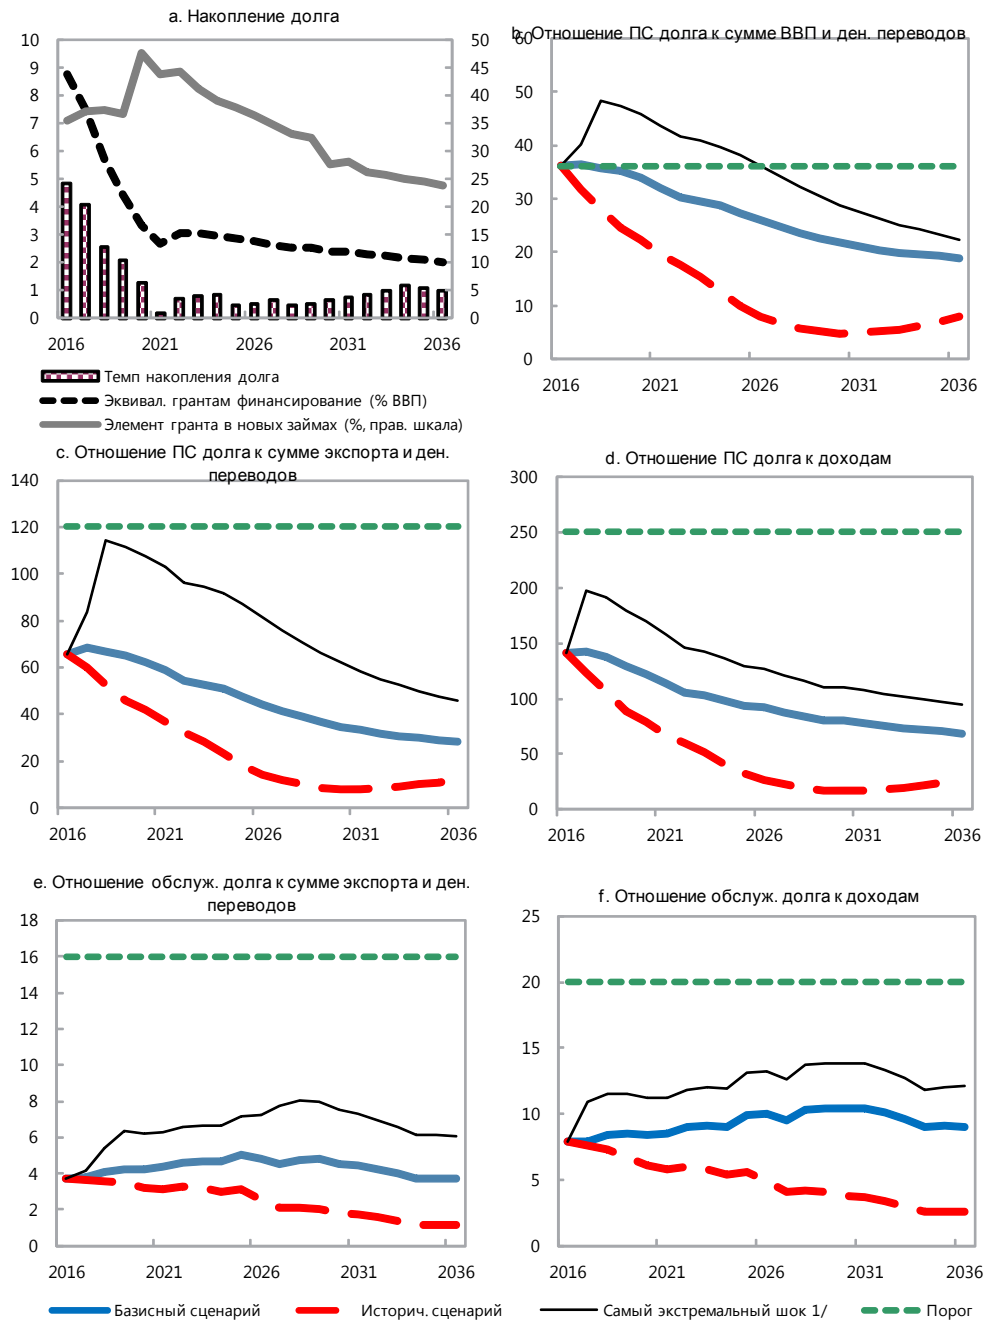 a. Накопление долга
10 50
9 45
8 40
7 35
6 30
5 25
4 20
3 15
2 10
1 5
0 0
2016 2021 2026 2031 2036
Темп накопления долга
Эквивал. грантам финансирование (% ВВП)
Элемент гранта в новых займах (%, прав. шкала)
b. Отношение ПС долга к сумме ВВП и ден. переводов
60
50
40
30
20
10
0
2016 2021 2026 2031 2036
c. Отношение ПС долга к сумме экспорта и ден.
переводов
140
120
100
80
60
40
20
0
2016 2021 2026 2031 2036
d. Отношение ПС долга к доходам
300
250
200
150
100
50
0
2016 2021 2026 2031 2036
e. Отношение обслуж. долга к сумме экспорта и ден.
переводов
18
16
14
12
10
8
6
4
2
0
2016 2021 2026 2031 2036
f. Отношение обслуж. долга к доходам
25
20
15
10
5
0
2016 2021 2026 2031 2036
Базисный сценарий Историч. сценарий Самый экстремальный шок 1/ Порог